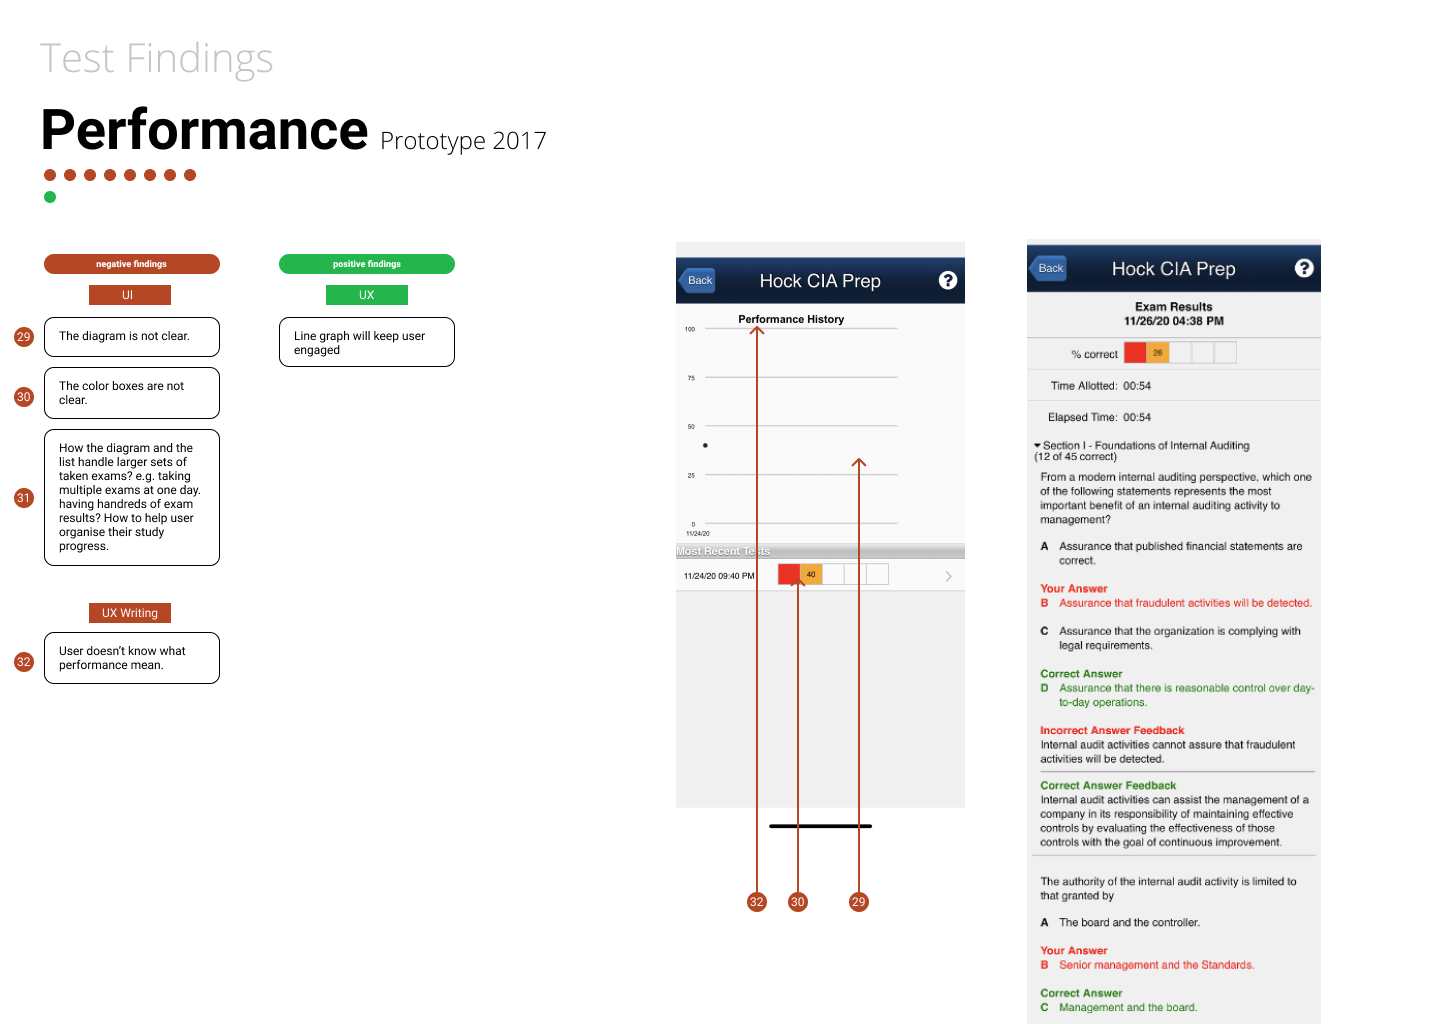 Test Findings
Performance Prototype 2017
negative findings
UI
29
The diagram is not clear.
30
The color boxes are not
clear.
31
How the diagram and the
list handle larger sets of
taken exams? e.g. taking
multiple exams at one day.
having handreds of exam
results? How to help user
organise their study
progress.
UX Writing
32
User doesn't know what
performance mean.
positive findings
UX
Line graph will keep user
engaged
Back
Hock CIA Prep
?
Performance History
100
75
50
25
0
11/24/20
Most Recent Tests
11/24/20 09:40 PM
40
32
30
29
Back
Hock CIA Prep
?
Exam Results
11/26/20 04:38 PM
% correct
26
Time Allotted: 00:54
Elapsed Time: 00:54
Section I - Foundations of Internal Auditing
(12 of 45 correct)
From a modern internal auditing perspective, which one
of the following statements represents the most
important benefit of an internal auditing activity to
management?
A Assurance that published financial statements are
correct.
Your Answer
B Assurance that fraudulent activities will be detected.
C Assurance that the organization is complying with
legal requirements.
Correct Answer
D Assurance that there is reasonable control over day-
to-day operations.
Incorrect Answer Feedback
Internal audit activities cannot assure that fraudulent
activities will be detected.
Correct Answer Feedback
Internal audit activities can assist the management of a
company in its responsibility of maintaining effective
controls by evaluating the effectiveness of those
controls with the goal of continuous improvement.
The authority of the internal audit activity is limited to
that granted by
A The board and the controller.
Your Answer
B Senior management and the Standards.
Correct Answer
C Management and the board.